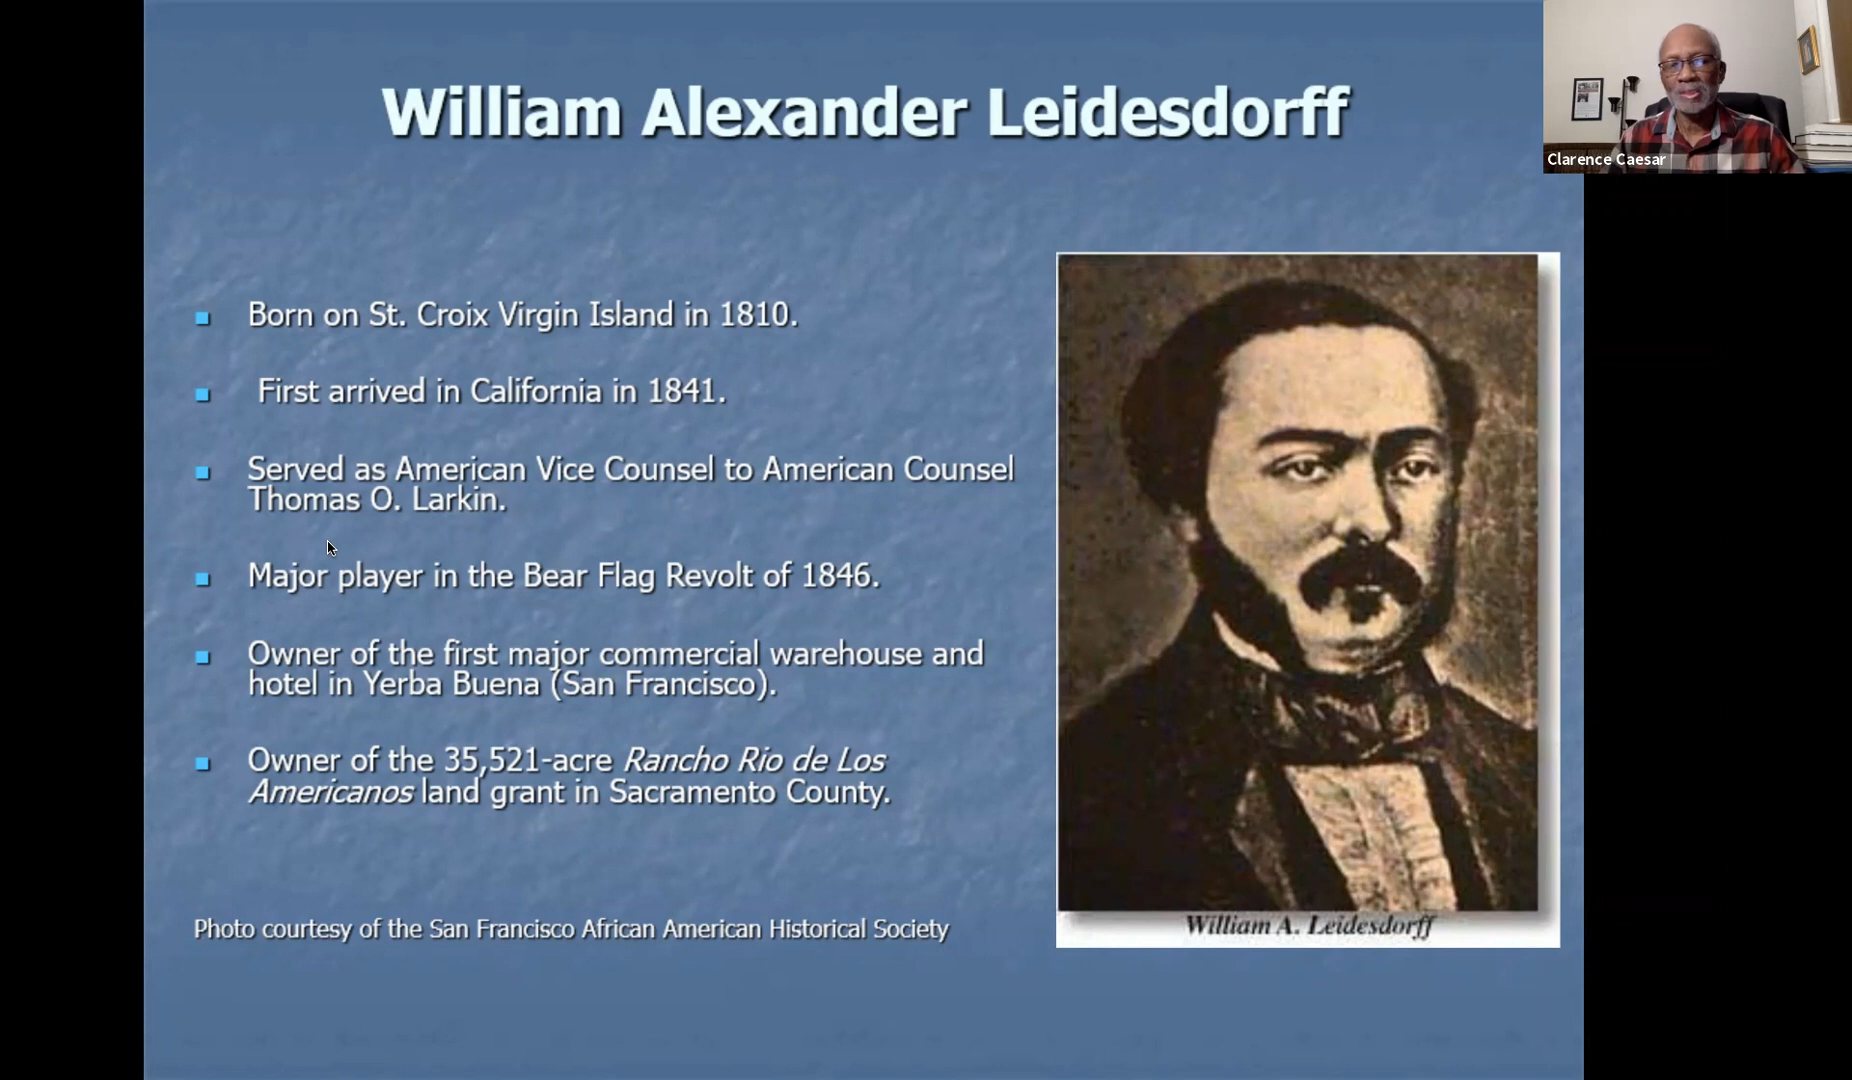 William Alexander Leidesdorff
Clarence Caesar
Born on St. Croix Virgin Island in 1810.
First arrived in California in 1841.
Served as American Vice Counsel to American Counsel
Thomas O. Larkin.
Major player in the Bear Flag Revolt of 1846.
Owner of the first major commercial warehouse and
hotel in Yerba Buena (San Francisco).
Owner of the 35,521-acre Rancho Rio de Los
Americanos land grant in Sacramento County.
Photo courtesy of the San Francisco African American Historical Society
William A. Leidesdorff